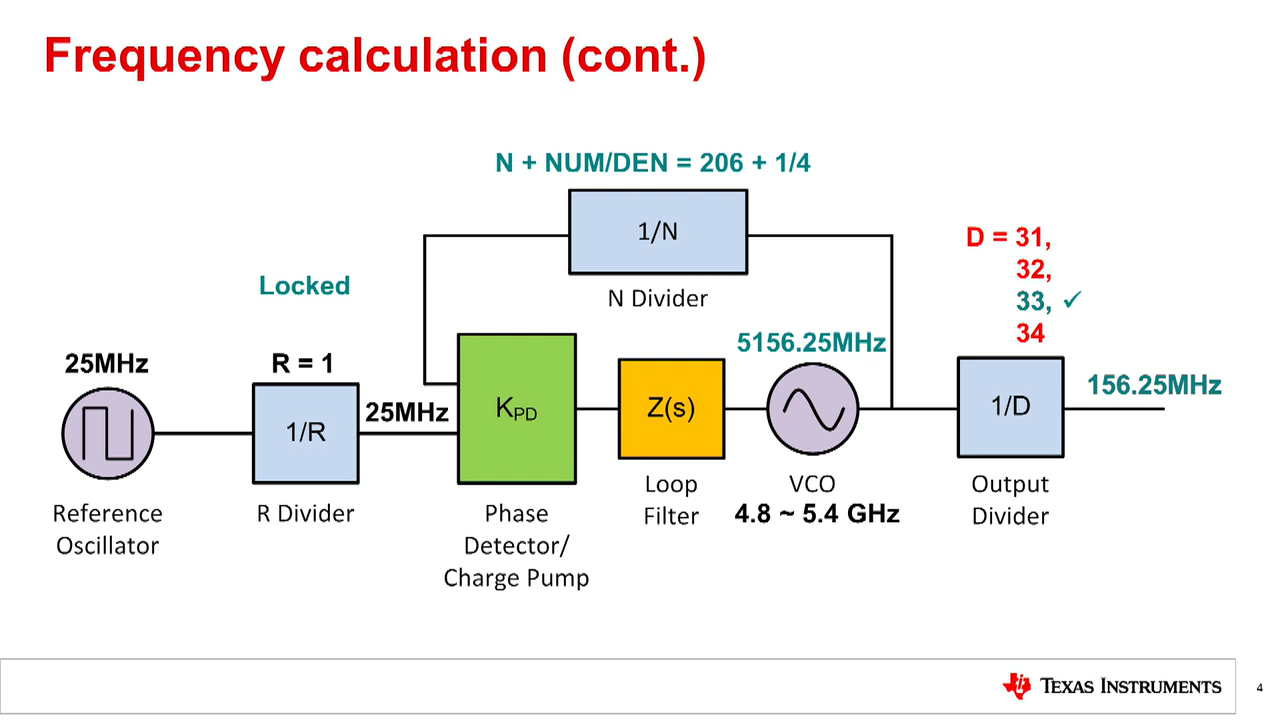 Frequency calculation (cont.)
N + NUM/DEN = 206 + 1/4
1/N
N Divider
D = 31,
32,
33, ✓
34
Locked
25MHz
R = 1
1/R
25MHz
KPD
Z(s)
5156.25MHz
1/D
156.25MHz
Reference
Oscillator
R Divider
Phase
Detector/
Charge Pump
Loop
Filter
VCO
4.8 ~ 5.4 GHz
Output
Divider
TEXAS INSTRUMENTS
4